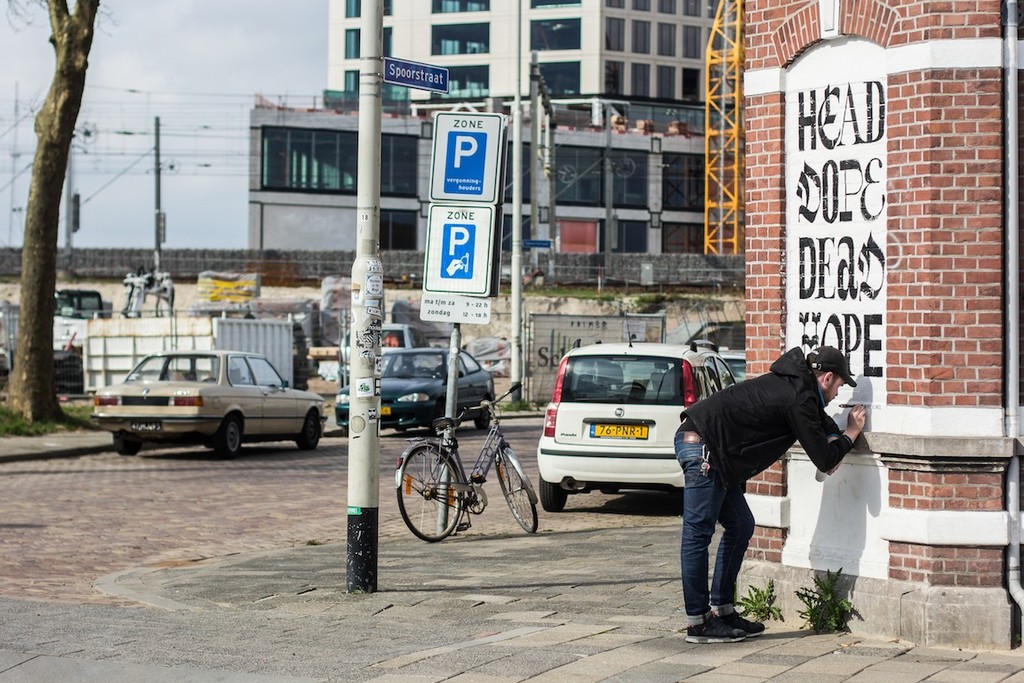 Spoorstraat
ZONE
P
vergunning-
houders
ZONE
P
ma t/m za 9 - 22 h
zondag 12 - 18 h
HEAD
DOPE
DEAD
HOPE
76-PNR-1